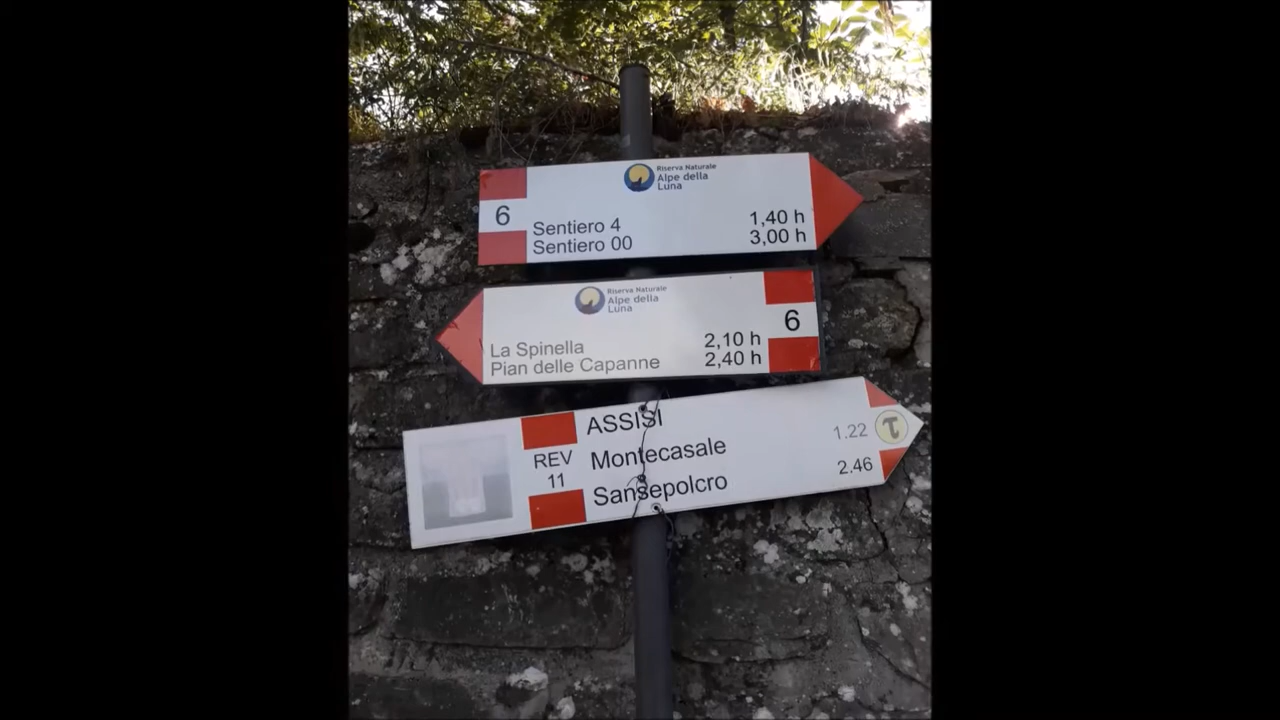 Riserva Naturale
Alpe della
Luna
6
Sentiero 4 1,40 h
Sentiero 00 3,00 h
Riserva Naturale
Alpe della
Luna
6
La Spinella 2,10 h
Pian delle Capanne 2,40 h
REV
11
ASSISI
Montecasale 1.22
Sansepolcro 2.46
τ